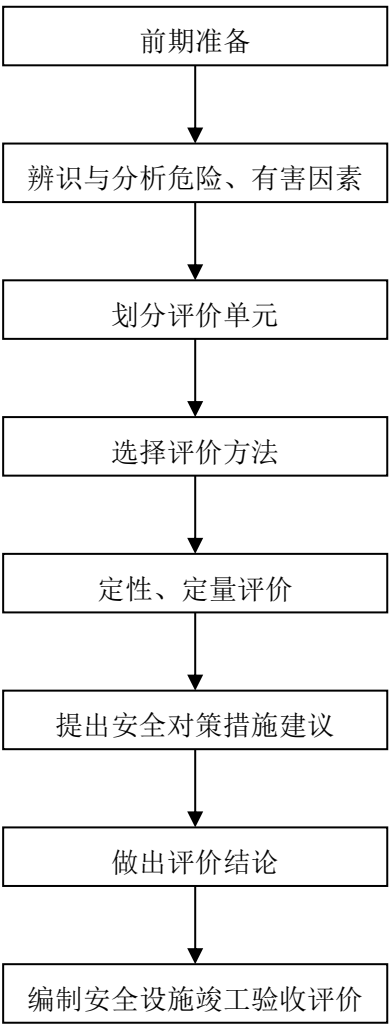 前期准备
辨识与分析危险、有害因素
划分评价单元
选择评价方法
定性、定量评价
提出安全对策措施建议
做出评价结论
编制安全设施竣工验收评价